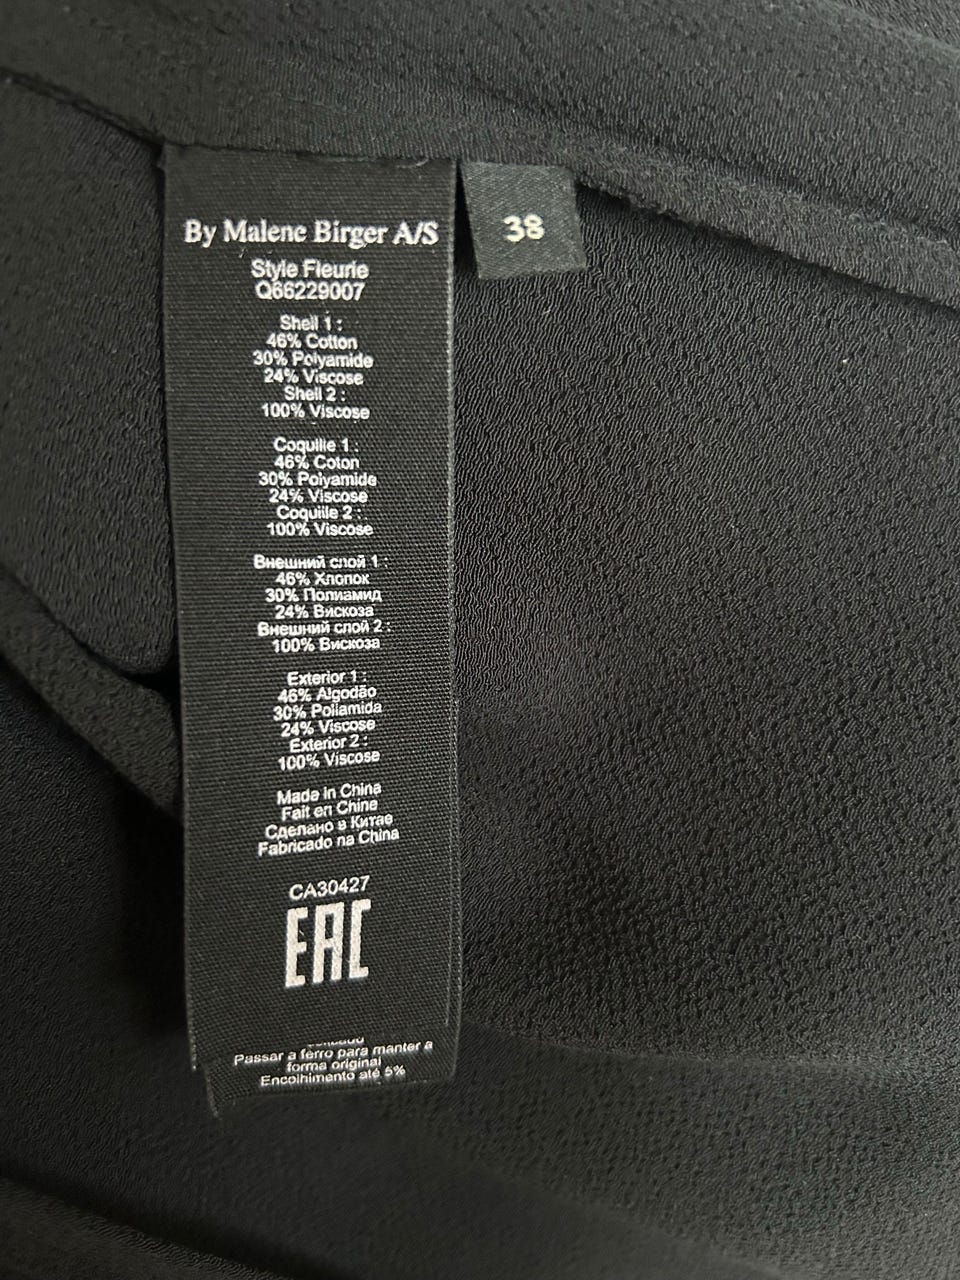 By Malene Birger A/S
38
Style Fleurie
Q66229007
Shell 1 :
46% Cotton
30% Polyamide
24% Viscose
Shell 2 :
100% Viscose
Coquille 1 :
46% Coton
30% Polyamide
24% Viscose
Coquille 2 :
100% Viscose
Внешний слой 1 :
46% Хлопок
30% Полиамид
24% Вискоза
Внешний слой 2 :
100% Вискоза
Exterior 1 :
46% Algodão
30% Poliamida
24% Viscose
Exterior 2 :
100% Viscose
Made in China
Fait en Chine
Сделано в Китае
Fabricado na China
CA30427
EAC
Passar a ferro para manter a
forma original
Encolhimento até 5%